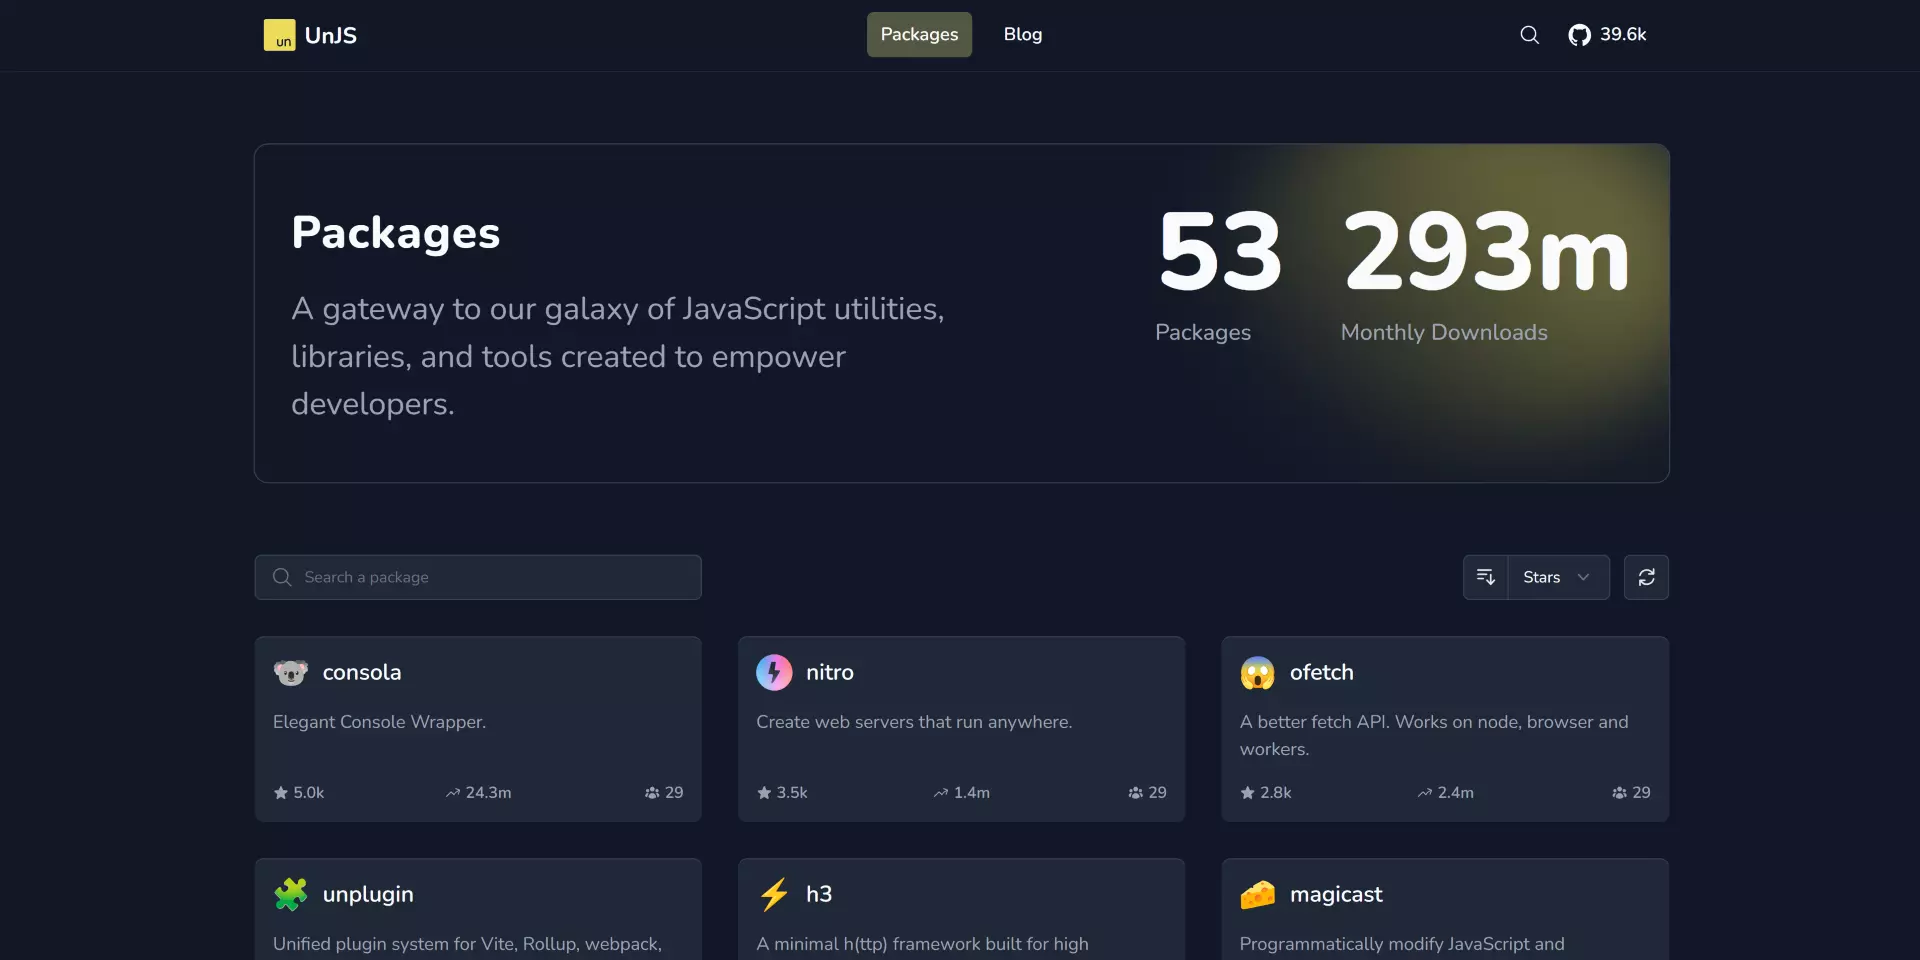 un UnJS
Packages
Blog
39.6k
Packages
A gateway to our galaxy of JavaScript utilities,
libraries, and tools created to empower
developers.
53
Packages
293m
Monthly Downloads
Search a package
Stars
consola
Elegant Console Wrapper.
5.0k 24.3m 29
nitro
Create web servers that run anywhere.
3.5k 1.4m 29
ofetch
A better fetch API. Works on node, browser and
workers.
2.8k 2.4m 29
unplugin
Unified plugin system for Vite, Rollup, webpack,
h3
A minimal h(ttp) framework built for high
magicast
Programmatically modify JavaScript and